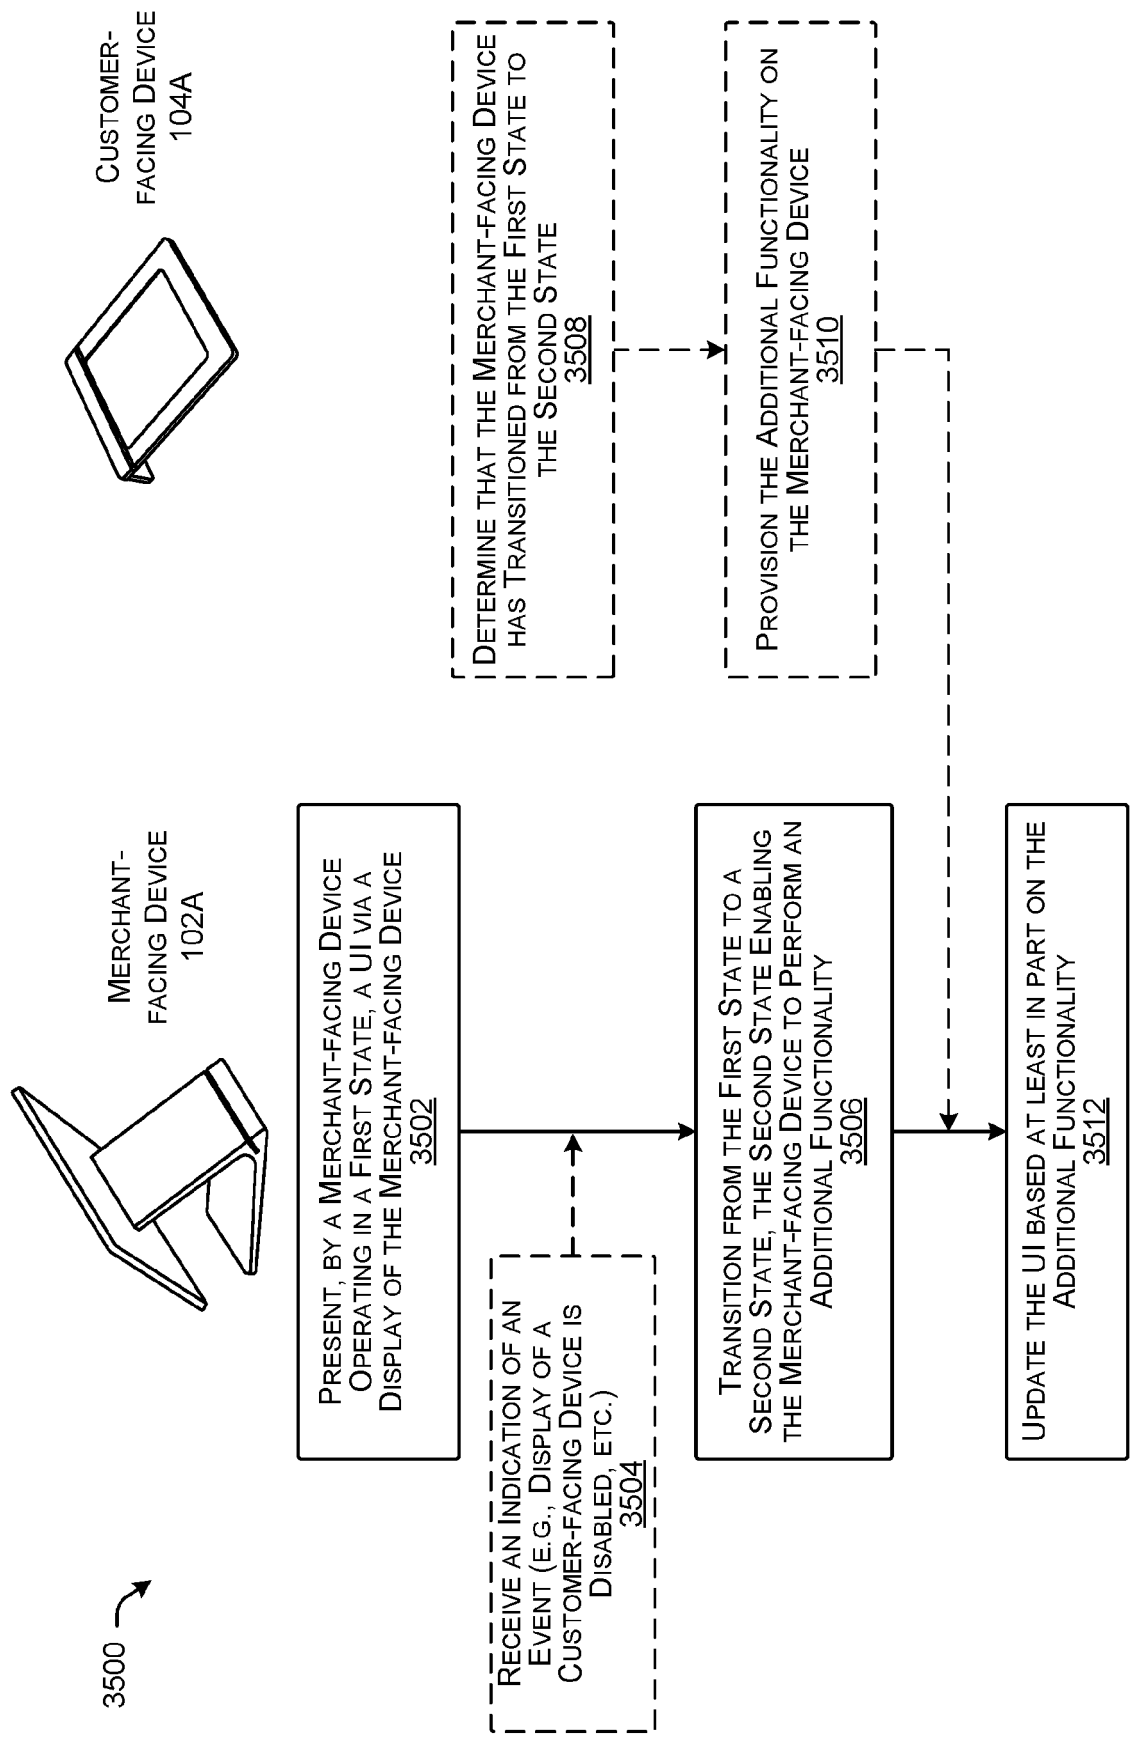 3500
MERCHANT-
FACING DEVICE
102A
CUSTOMER-
FACING DEVICE
104A
PRESENT, BY A MERCHANT-FACING DEVICE
OPERATING IN A FIRST STATE, A UI VIA A
DISPLAY OF THE MERCHANT-FACING DEVICE
3502
RECEIVE AN INDICATION OF AN
EVENT (E.G., DISPLAY OF A
CUSTOMER-FACING DEVICE IS
DISABLED, ETC.)
3504
TRANSITION FROM THE FIRST STATE TO A
SECOND STATE, THE SECOND STATE ENABLING
THE MERCHANT-FACING DEVICE TO PERFORM AN
ADDITIONAL FUNCTIONALITY
3506
DETERMINE THAT THE MERCHANT-FACING DEVICE
HAS TRANSITIONED FROM THE FIRST STATE TO
THE SECOND STATE
3508
PROVISION THE ADDITIONAL FUNCTIONALITY ON
THE MERCHANT-FACING DEVICE
3510
UPDATE THE UI BASED AT LEAST IN PART ON THE
ADDITIONAL FUNCTIONALITY
3512